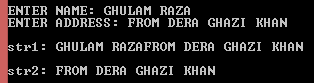 ENTER NAME: GHULAM RAZA
ENTER ADDRESS: FROM DERA GHAZI KHAN
str1: GHULAM RAZAFROM DERA GHAZI KHAN
str2: FROM DERA GHAZI KHAN